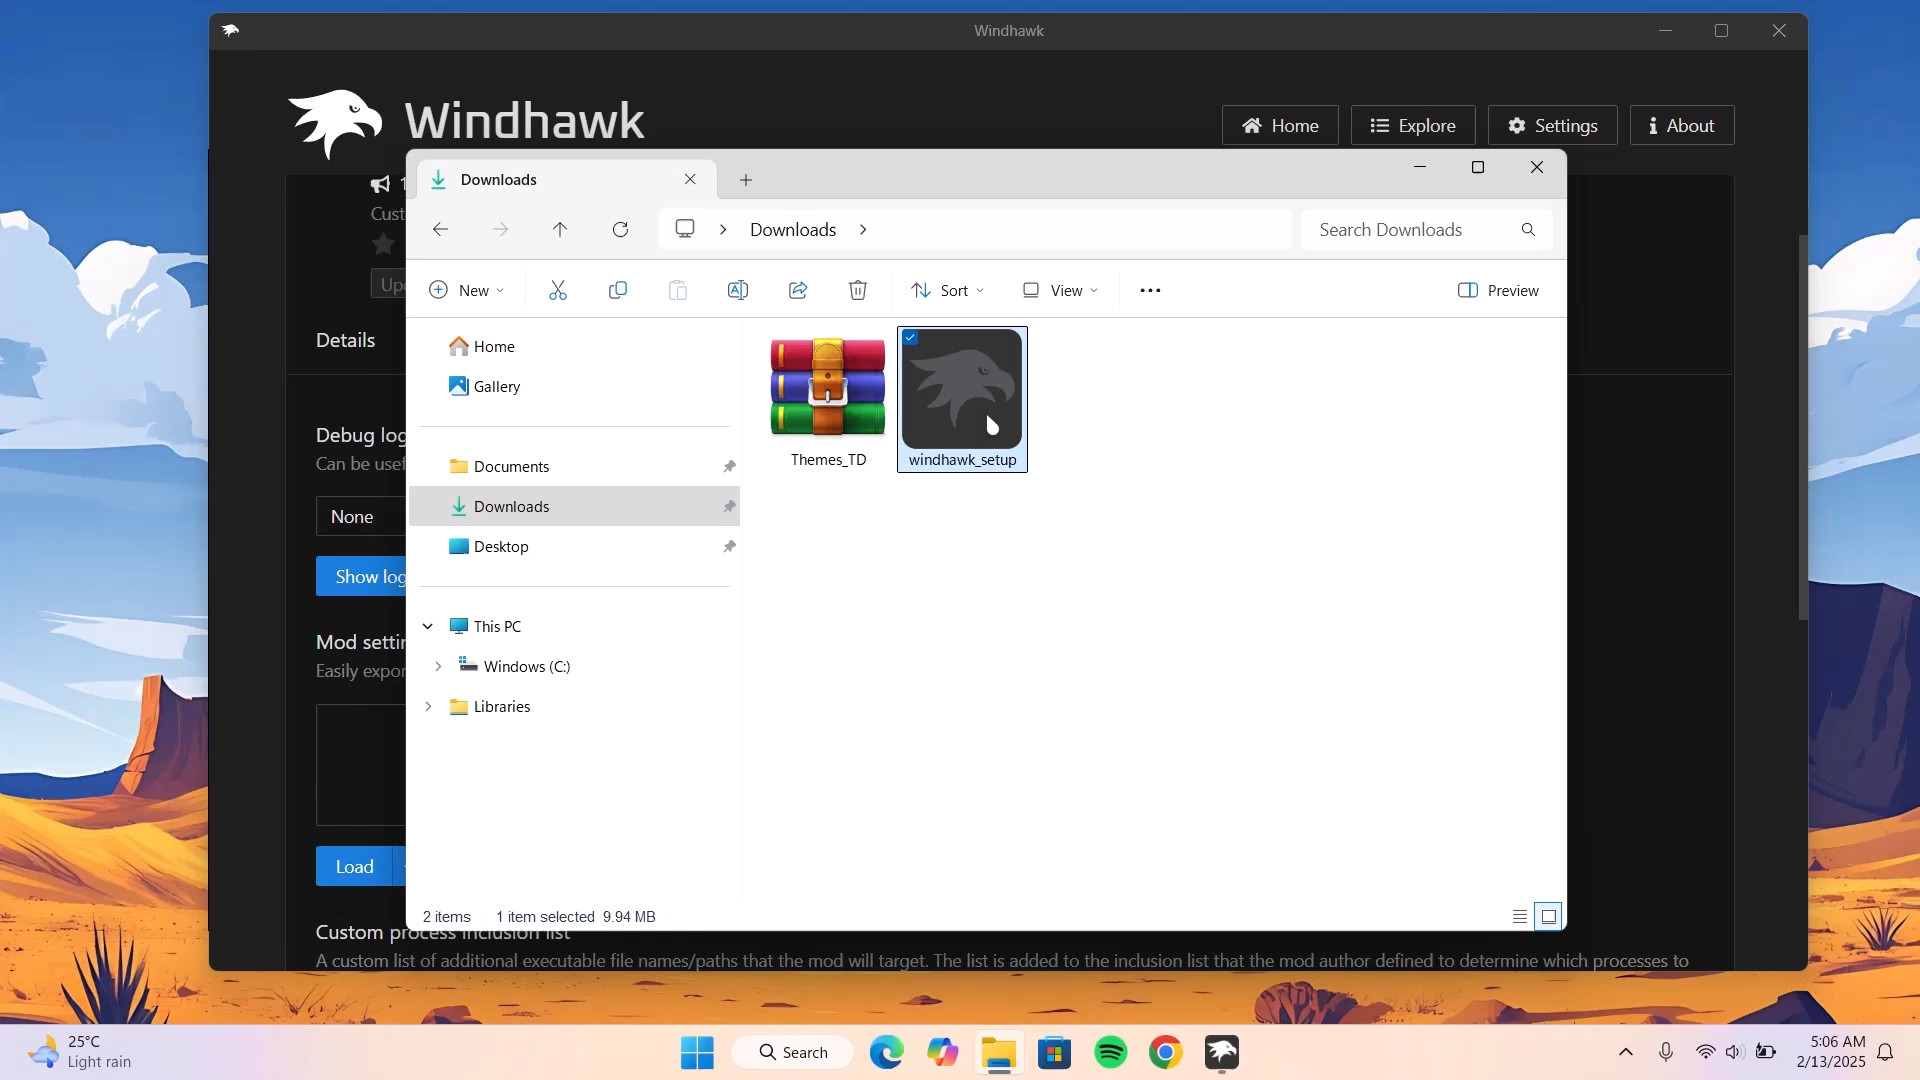 Windhawk
Windhawk
Home
Explore
Settings
About
Downloads
Downloads
Search Downloads
New
Sort
View
Preview
Home
Gallery
Documents
Downloads
Desktop
This PC
Windows (C:)
Libraries
Themes_TD
windhawk_setup
2 items
1 item selected 9.94 MB
Cust
Details
Debug log
Can be usef
None
Show log
Mod settin
Easily expor
Load
Custom process inclusion list
A custom list of additional executable file names/paths that the mod will target. The list is added to the inclusion list that the mod author defined to determine which processes to
25°C
Light rain
Search
5:06 AM
2/13/2025